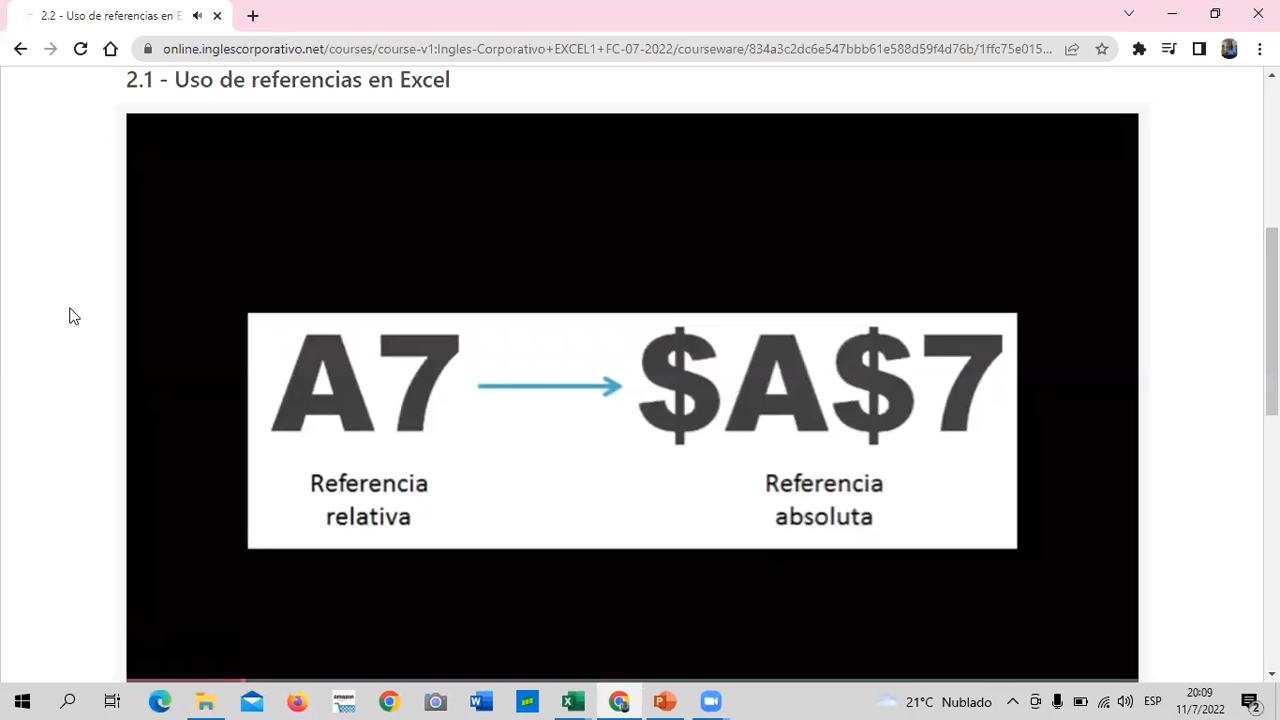 2.2 - Uso de referencias en E
online.inglescorporativo.net/courses/course-v1:Ingles-Corporativo+EXCEL1+FC-07-2022/courseware/834a3c2dc6e547bbb61e588d59f4d76b/1ffc75e015...
2.1 - Uso de referencias en Excel
A7 $A$7
Referencia relativa
Referencia absoluta
amazon
W
X
P
21°C Nublado
ESP
20:09
11/7/2022
2